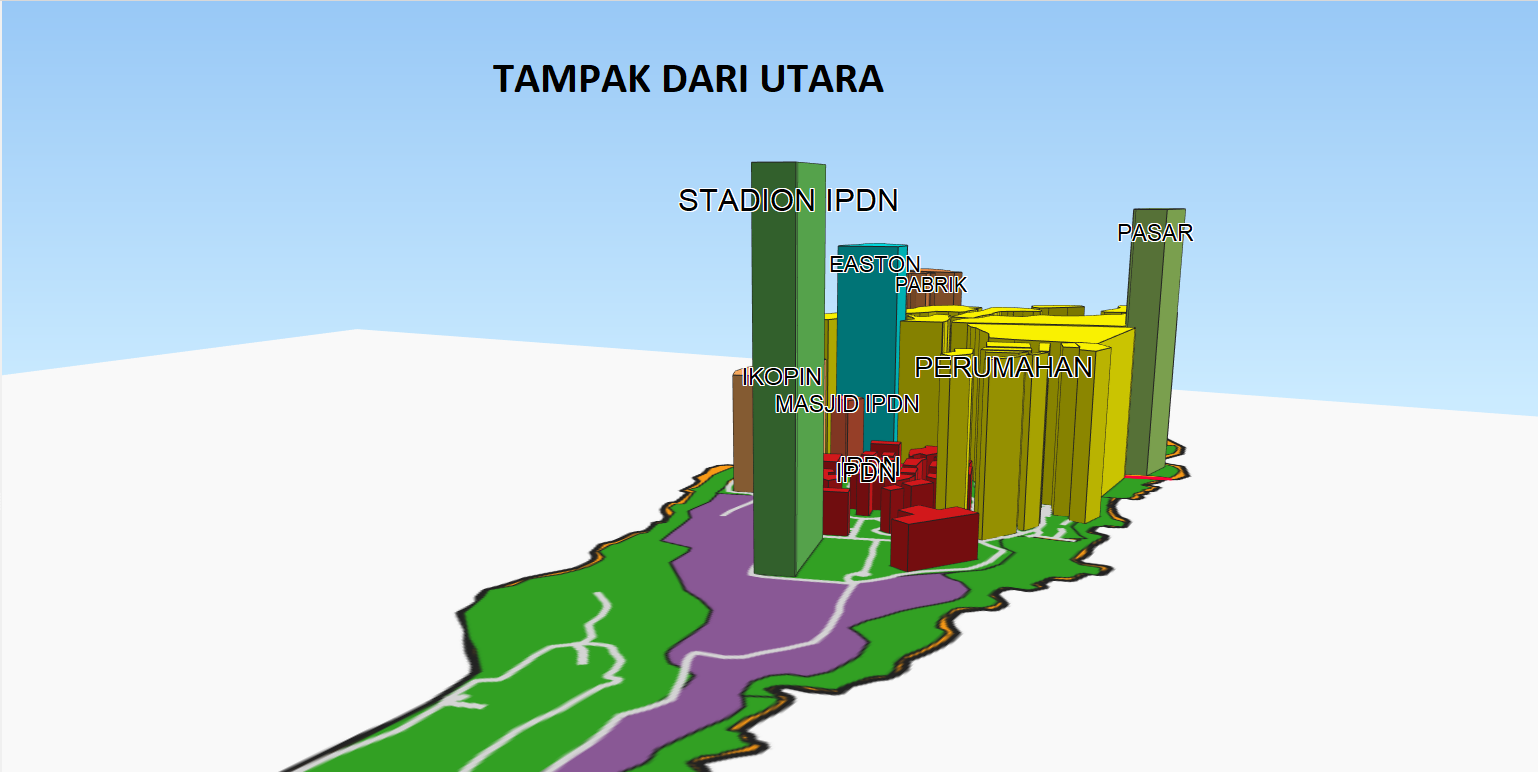 TAMPAK DARI UTARA
STADION IPDN
PASAR
EASTON
PABRIK
PERUMAHAN
IKOPIN
MASJID IPDN
IPDN
IPDN